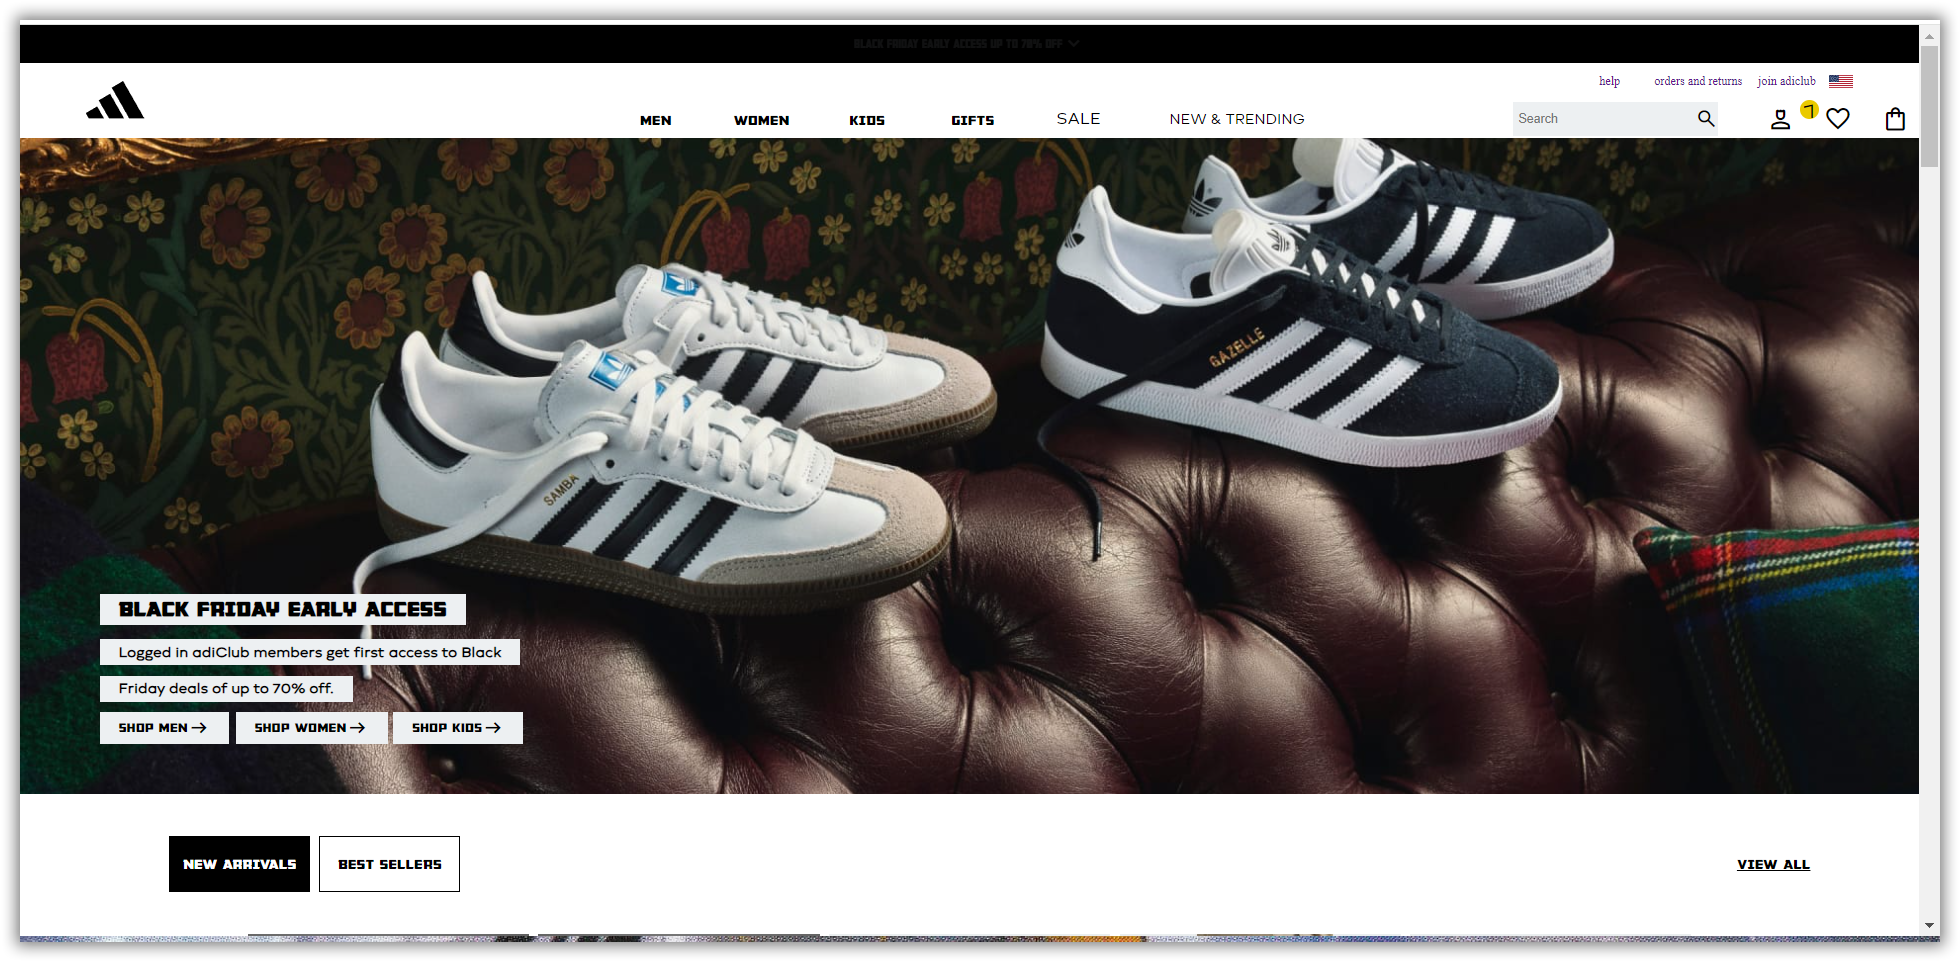 BLACK FRIDAY EARLY ACCESS UP TO 70% OFF
help orders and returns join adiclub
MEN WOMEN KIDS GIFTS SALE NEW & TRENDING Search 7
GAZELLE
SAMBA
BLACK FRIDAY EARLY ACCESS
Logged in adiClub members get first access to Black
Friday deals of up to 70% off.
SHOP MEN SHOP WOMEN SHOP KIDS
NEW ARRIVALS BEST SELLERS VIEW ALL